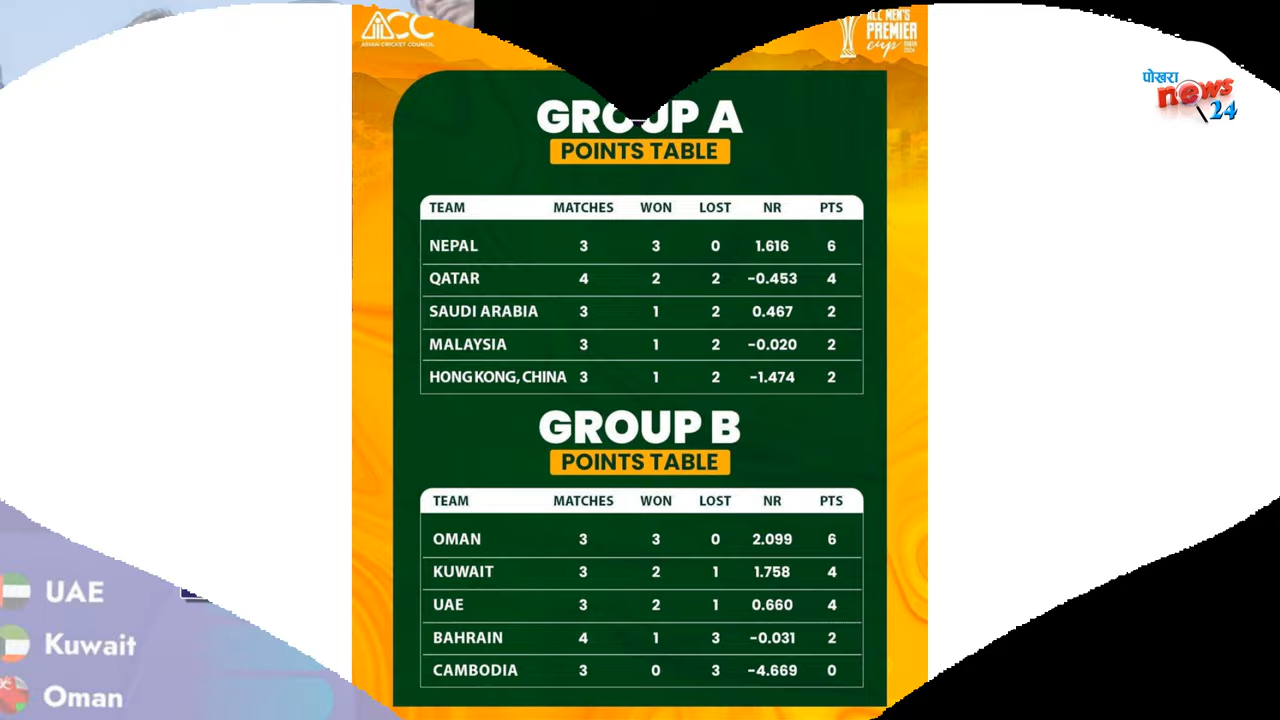 ACC
ASIAN CRICKET COUNCIL
ACC MEN'S
PREMIER
cup OMAN
2024
पोखरा
news
24
GROUP A
POINTS TABLE
TEAM MATCHES WON LOST NR PTS
NEPAL 3 3 0 1.616 6
QATAR 4 2 2 -0.453 4
SAUDI ARABIA 3 1 2 0.467 2
MALAYSIA 3 1 2 -0.020 2
HONG KONG, CHINA 3 1 2 -1.474 2
GROUP B
POINTS TABLE
TEAM MATCHES WON LOST NR PTS
OMAN 3 3 0 2.099 6
KUWAIT 3 2 1 1.758 4
UAE 3 2 1 0.660 4
BAHRAIN 4 1 3 -0.031 2
CAMBODIA 3 0 3 -4.669 0
UAE
Kuwait
Oman